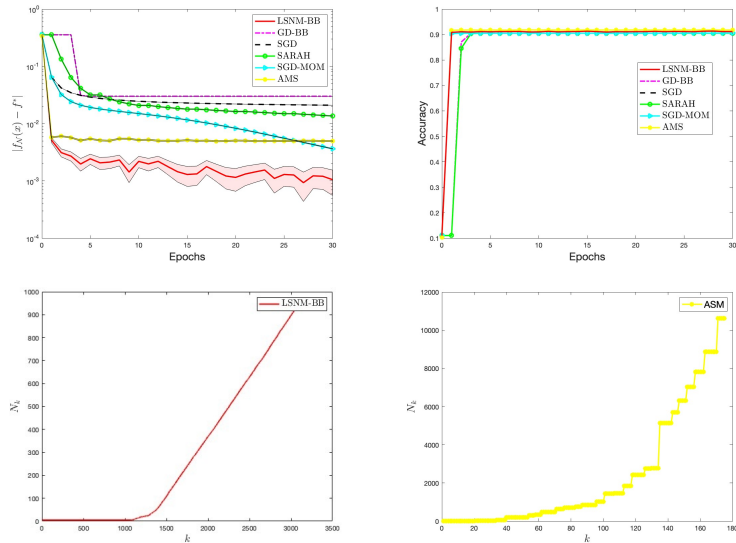 10^0
10^-1
10^-2
10^-3
10^-4
|f_N(x) − f*|
0 5 10 15 20 25 30
Epochs
LSNM-BB
GD-BB
SGD
SARAH
SGD-MOM
AMS
1
0.9
0.8
0.7
0.6
0.5
0.4
0.3
0.2
0.1
Accuracy
0 5 10 15 20 25 30
Epochs
LSNM-BB
GD-BB
SGD
SARAH
SGD-MOM
AMS
1000
900
800
700
600
500
400
300
200
100
0
N_k
0 500 1000 1500 2000 2500 3000 3500
k
LSNM-BB
12000
10000
8000
6000
4000
2000
0
N_k
0 20 40 60 80 100 120 140 160 180
k
ASM